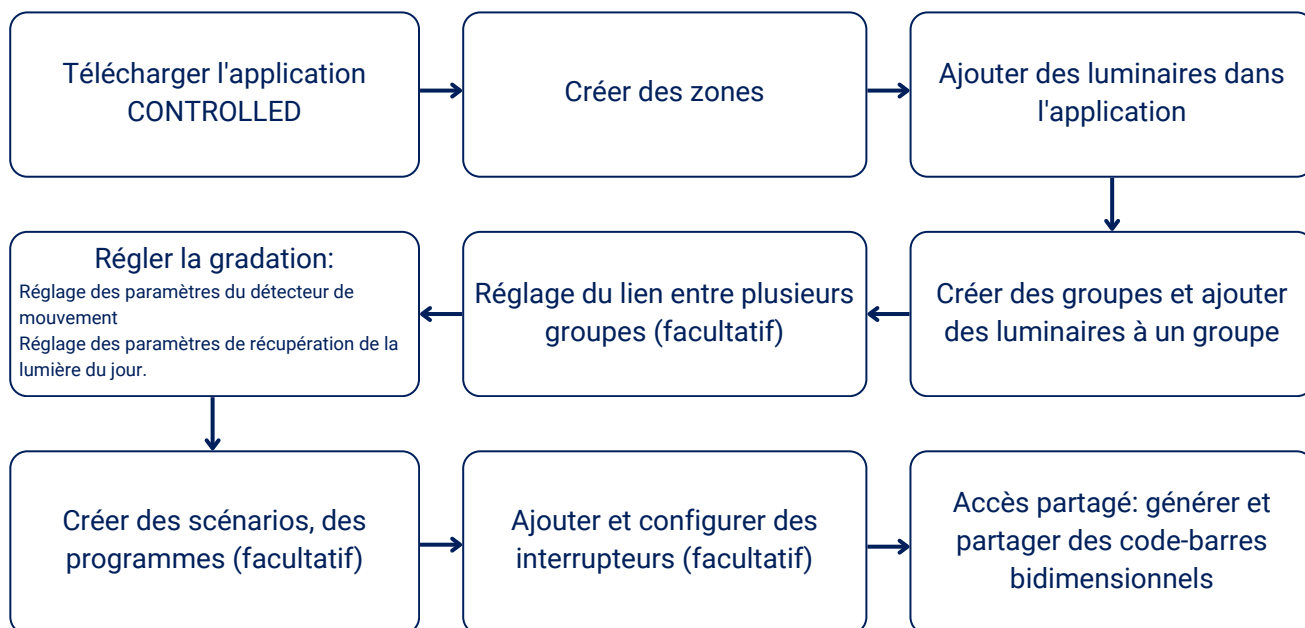 Télécharger l'application
CONTROLLED
Créer des zones
Ajouter des luminaires dans
l'application
Créer des groupes et ajouter
des luminaires à un groupe
Réglage du lien entre plusieurs
groupes (facultatif)
Régler la gradation:
Réglage des paramètres du détecteur de
mouvement
Réglage des paramètres de récupération de la
lumière du jour.
Créer des scénarios, des
programmes (facultatif)
Ajouter et configurer des
interrupteurs (facultatif)
Accès partagé: générer et
partager des code-barres
bidimensionnels